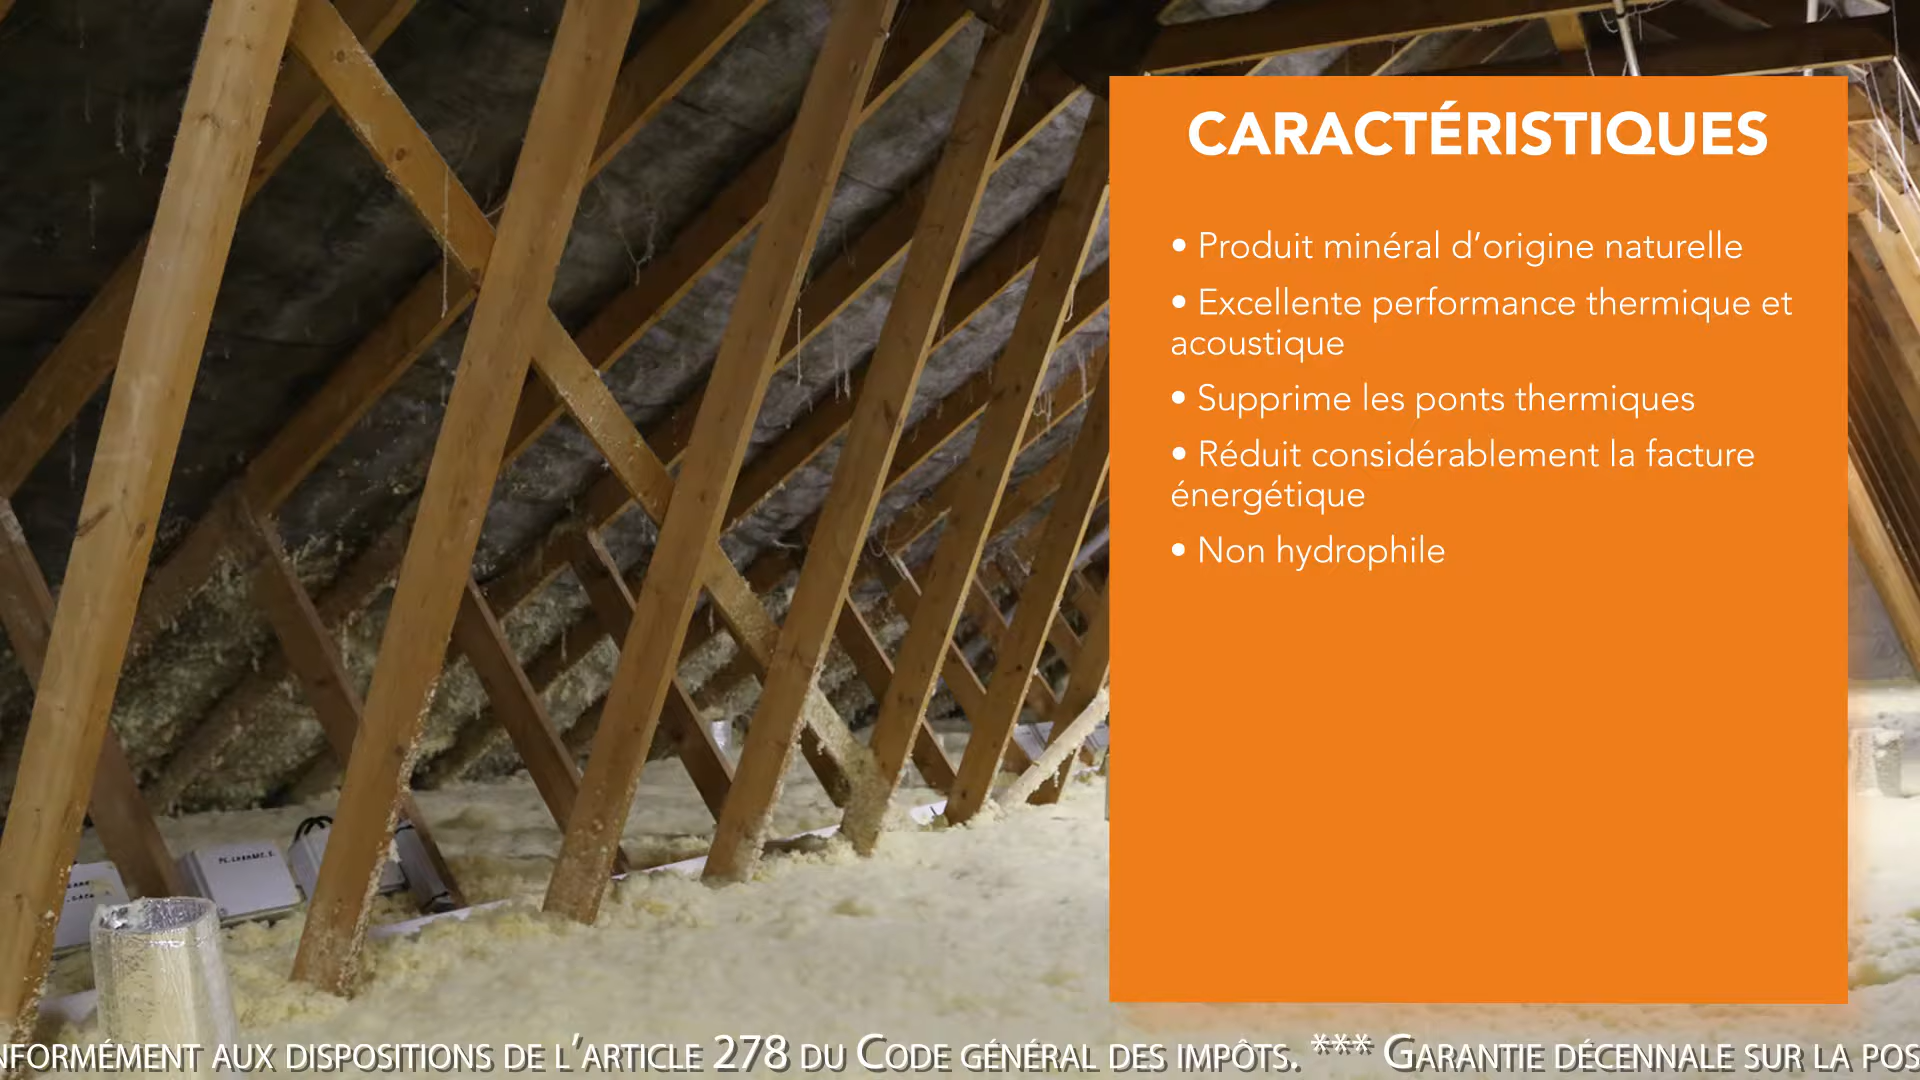 CARACTÉRISTIQUES
• Produit minéral d’origine naturelle
• Excellente performance thermique et
acoustique
• Supprime les ponts thermiques
• Réduit considérablement la facture
énergétique
• Non hydrophile
NFORMÉMENT AUX DISPOSITIONS DE L’ARTICLE 278 DU CODE GÉNÉRAL DES IMPÔTS. *** GARANTIE DÉCENNALE SUR LA POS